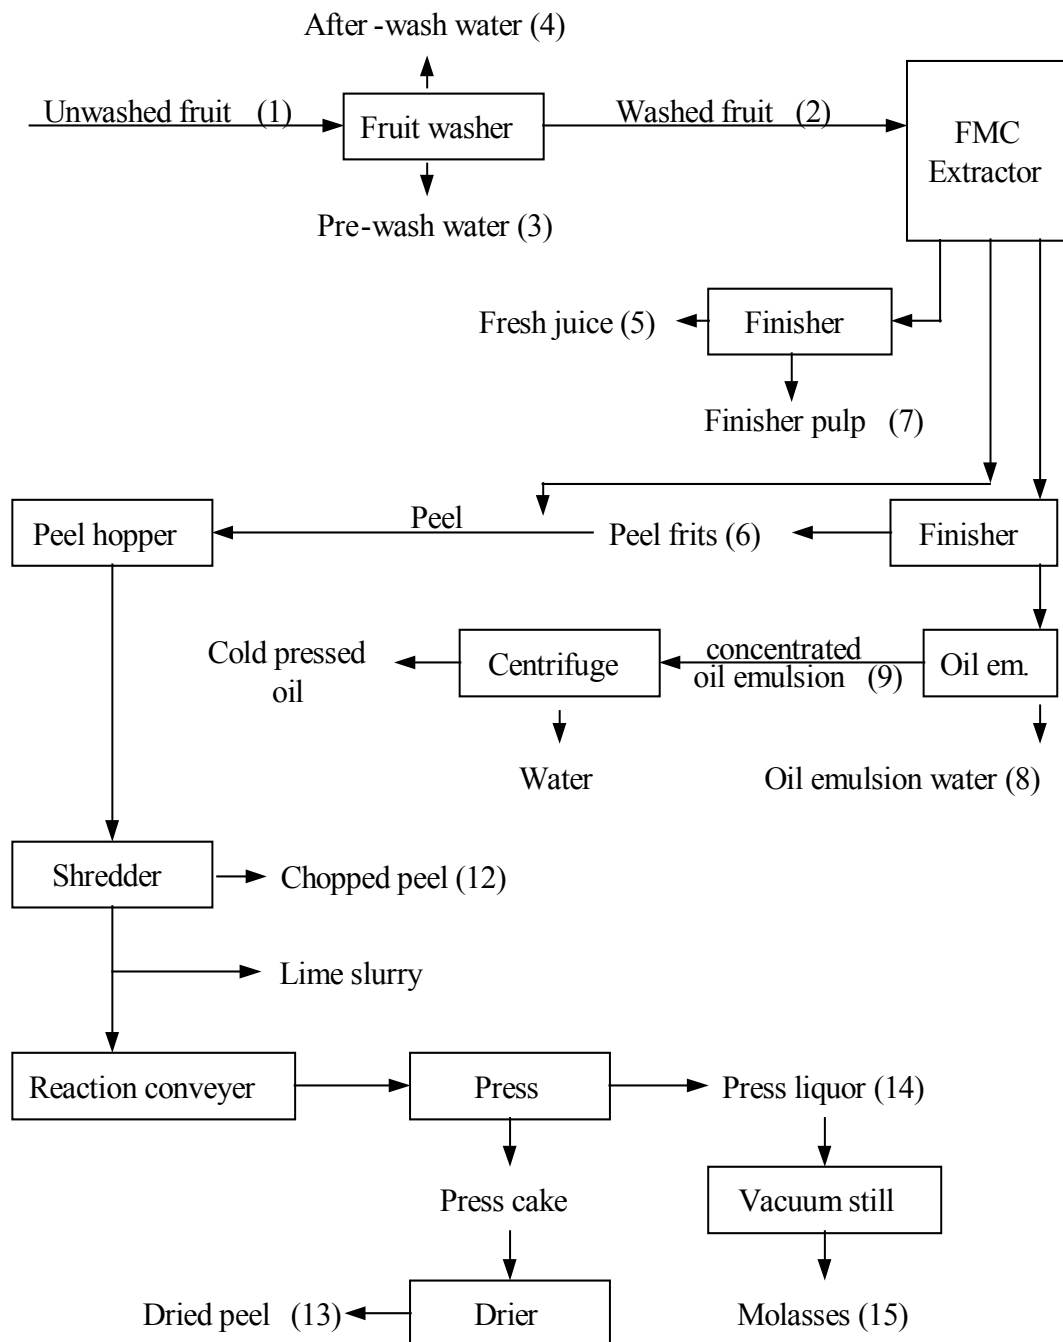 After -wash water (4)
Unwashed fruit (1)
Fruit washer
Washed fruit (2)
FMC
Extractor
Pre-wash water (3)
Fresh juice (5)
Finisher
Finisher pulp (7)
Peel hopper
Peel
Peel frits (6)
Finisher
Cold pressed
oil
Centrifuge
concentrated
oil emulsion (9)
Oil em.
Water
Oil emulsion water (8)
Shredder
Chopped peel (12)
Lime slurry
Reaction conveyer
Press
Press liquor (14)
Press cake
Vacuum still
Dried peel (13)
Drier
Molasses (15)